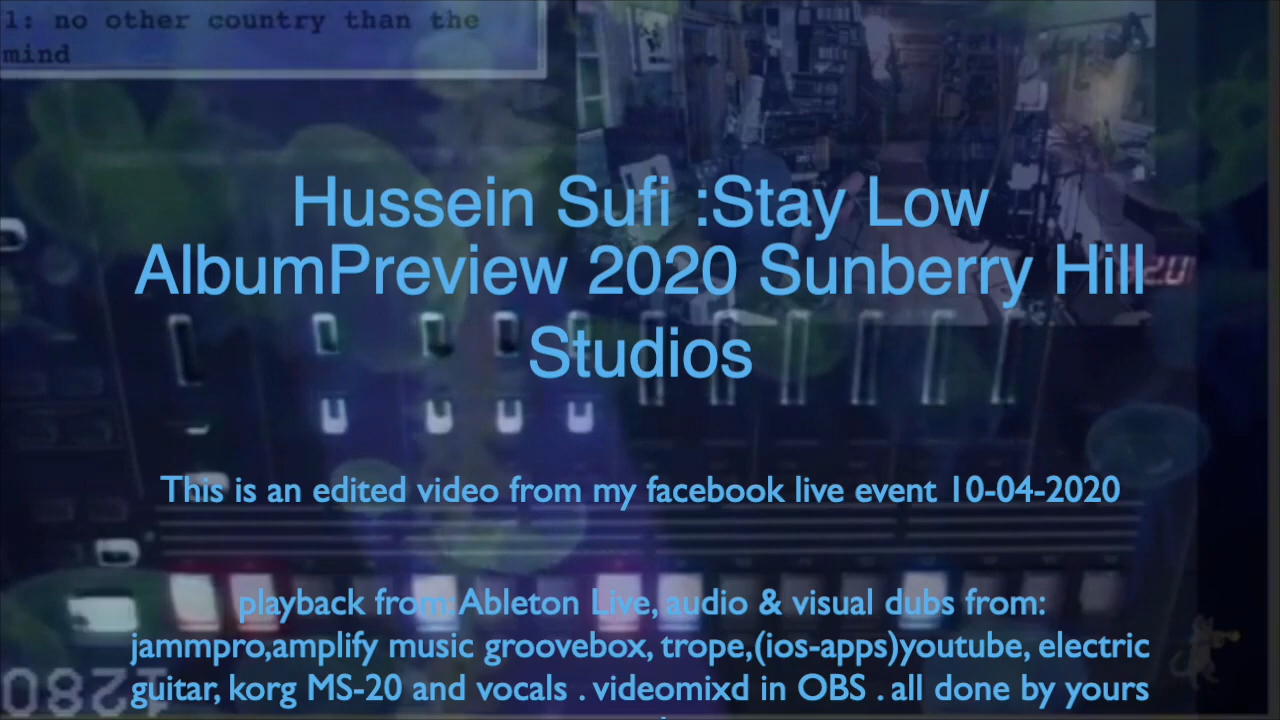 1: no other country than the
mind
Hussein Sufi :Stay Low
AlbumPreview 2020 Sunberry Hill
Studios
This is an edited video from my facebook live event 10-04-2020
playback from Ableton Live, audio & visual dubs from:
jammpro,amplify music groovebox, trope,(ios-apps)youtube, electric
guitar, korg MS-20 and vocals . videomixd in OBS . all done by yours